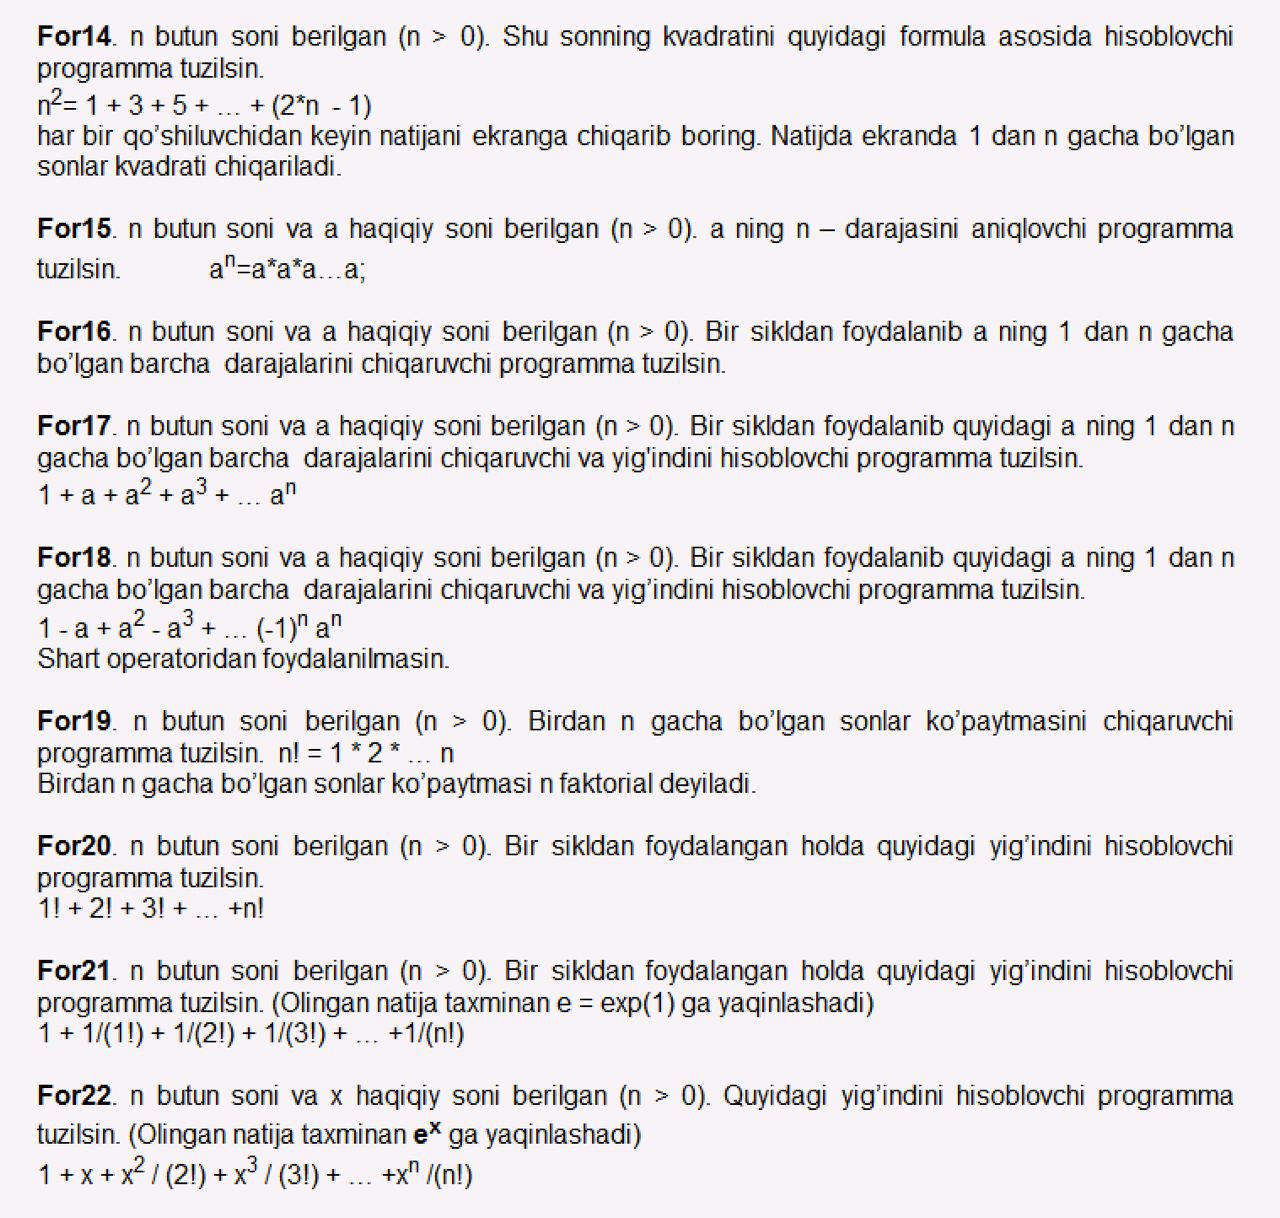 For14. n butun soni berilgan (n > 0). Shu sonning kvadratini quyidagi formula asosida hisoblovchi
programma tuzilsin.
n²= 1 + 3 + 5 + ... + (2*n - 1)
har bir qo’shiluvchidan keyin natijani ekranga chiqarib boring. Natijda ekranda 1 dan n gacha bo’lgan
sonlar kvadrati chiqariladi.
For15. n butun soni va a haqiqiy soni berilgan (n > 0). a ning n – darajasini aniqlovchi programma
tuzilsin. aⁿ=a*a*a...a;
For16. n butun soni va a haqiqiy soni berilgan (n > 0). Bir sikldan foydalanib a ning 1 dan n gacha
bo’lgan barcha darajalarini chiqaruvchi programma tuzilsin.
For17. n butun soni va a haqiqiy soni berilgan (n > 0). Bir sikldan foydalanib quyidagi a ning 1 dan n
gacha bo’lgan barcha darajalarini chiqaruvchi va yig'indini hisoblovchi programma tuzilsin.
1 + a + a² + a³ + ... aⁿ
For18. n butun soni va a haqiqiy soni berilgan (n > 0). Bir sikldan foydalanib quyidagi a ning 1 dan n
gacha bo’lgan barcha darajalarini chiqaruvchi va yig’indini hisoblovchi programma tuzilsin.
1 - a + a² - a³ + ... (-1)ⁿ aⁿ
Shart operatoridan foydalanilmasin.
For19. n butun soni berilgan (n > 0). Birdan n gacha bo’lgan sonlar ko’paytmasini chiqaruvchi
programma tuzilsin. n! = 1 * 2 * ... n
Birdan n gacha bo’lgan sonlar ko’paytmasi n faktorial deyiladi.
For20. n butun soni berilgan (n > 0). Bir sikldan foydalangan holda quyidagi yig’indini hisoblovchi
programma tuzilsin.
1! + 2! + 3! + ... +n!
For21. n butun soni berilgan (n > 0). Bir sikldan foydalangan holda quyidagi yig’indini hisoblovchi
programma tuzilsin. (Olingan natija taxminan e = exp(1) ga yaqinlashadi)
1 + 1/(1!) + 1/(2!) + 1/(3!) + ... +1/(n!)
For22. n butun soni va x haqiqiy soni berilgan (n > 0). Quyidagi yig’indini hisoblovchi programma
tuzilsin. (Olingan natija taxminan eˣ ga yaqinlashadi)
1 + x + x² / (2!) + x³ / (3!) + ... +xⁿ /(n!)